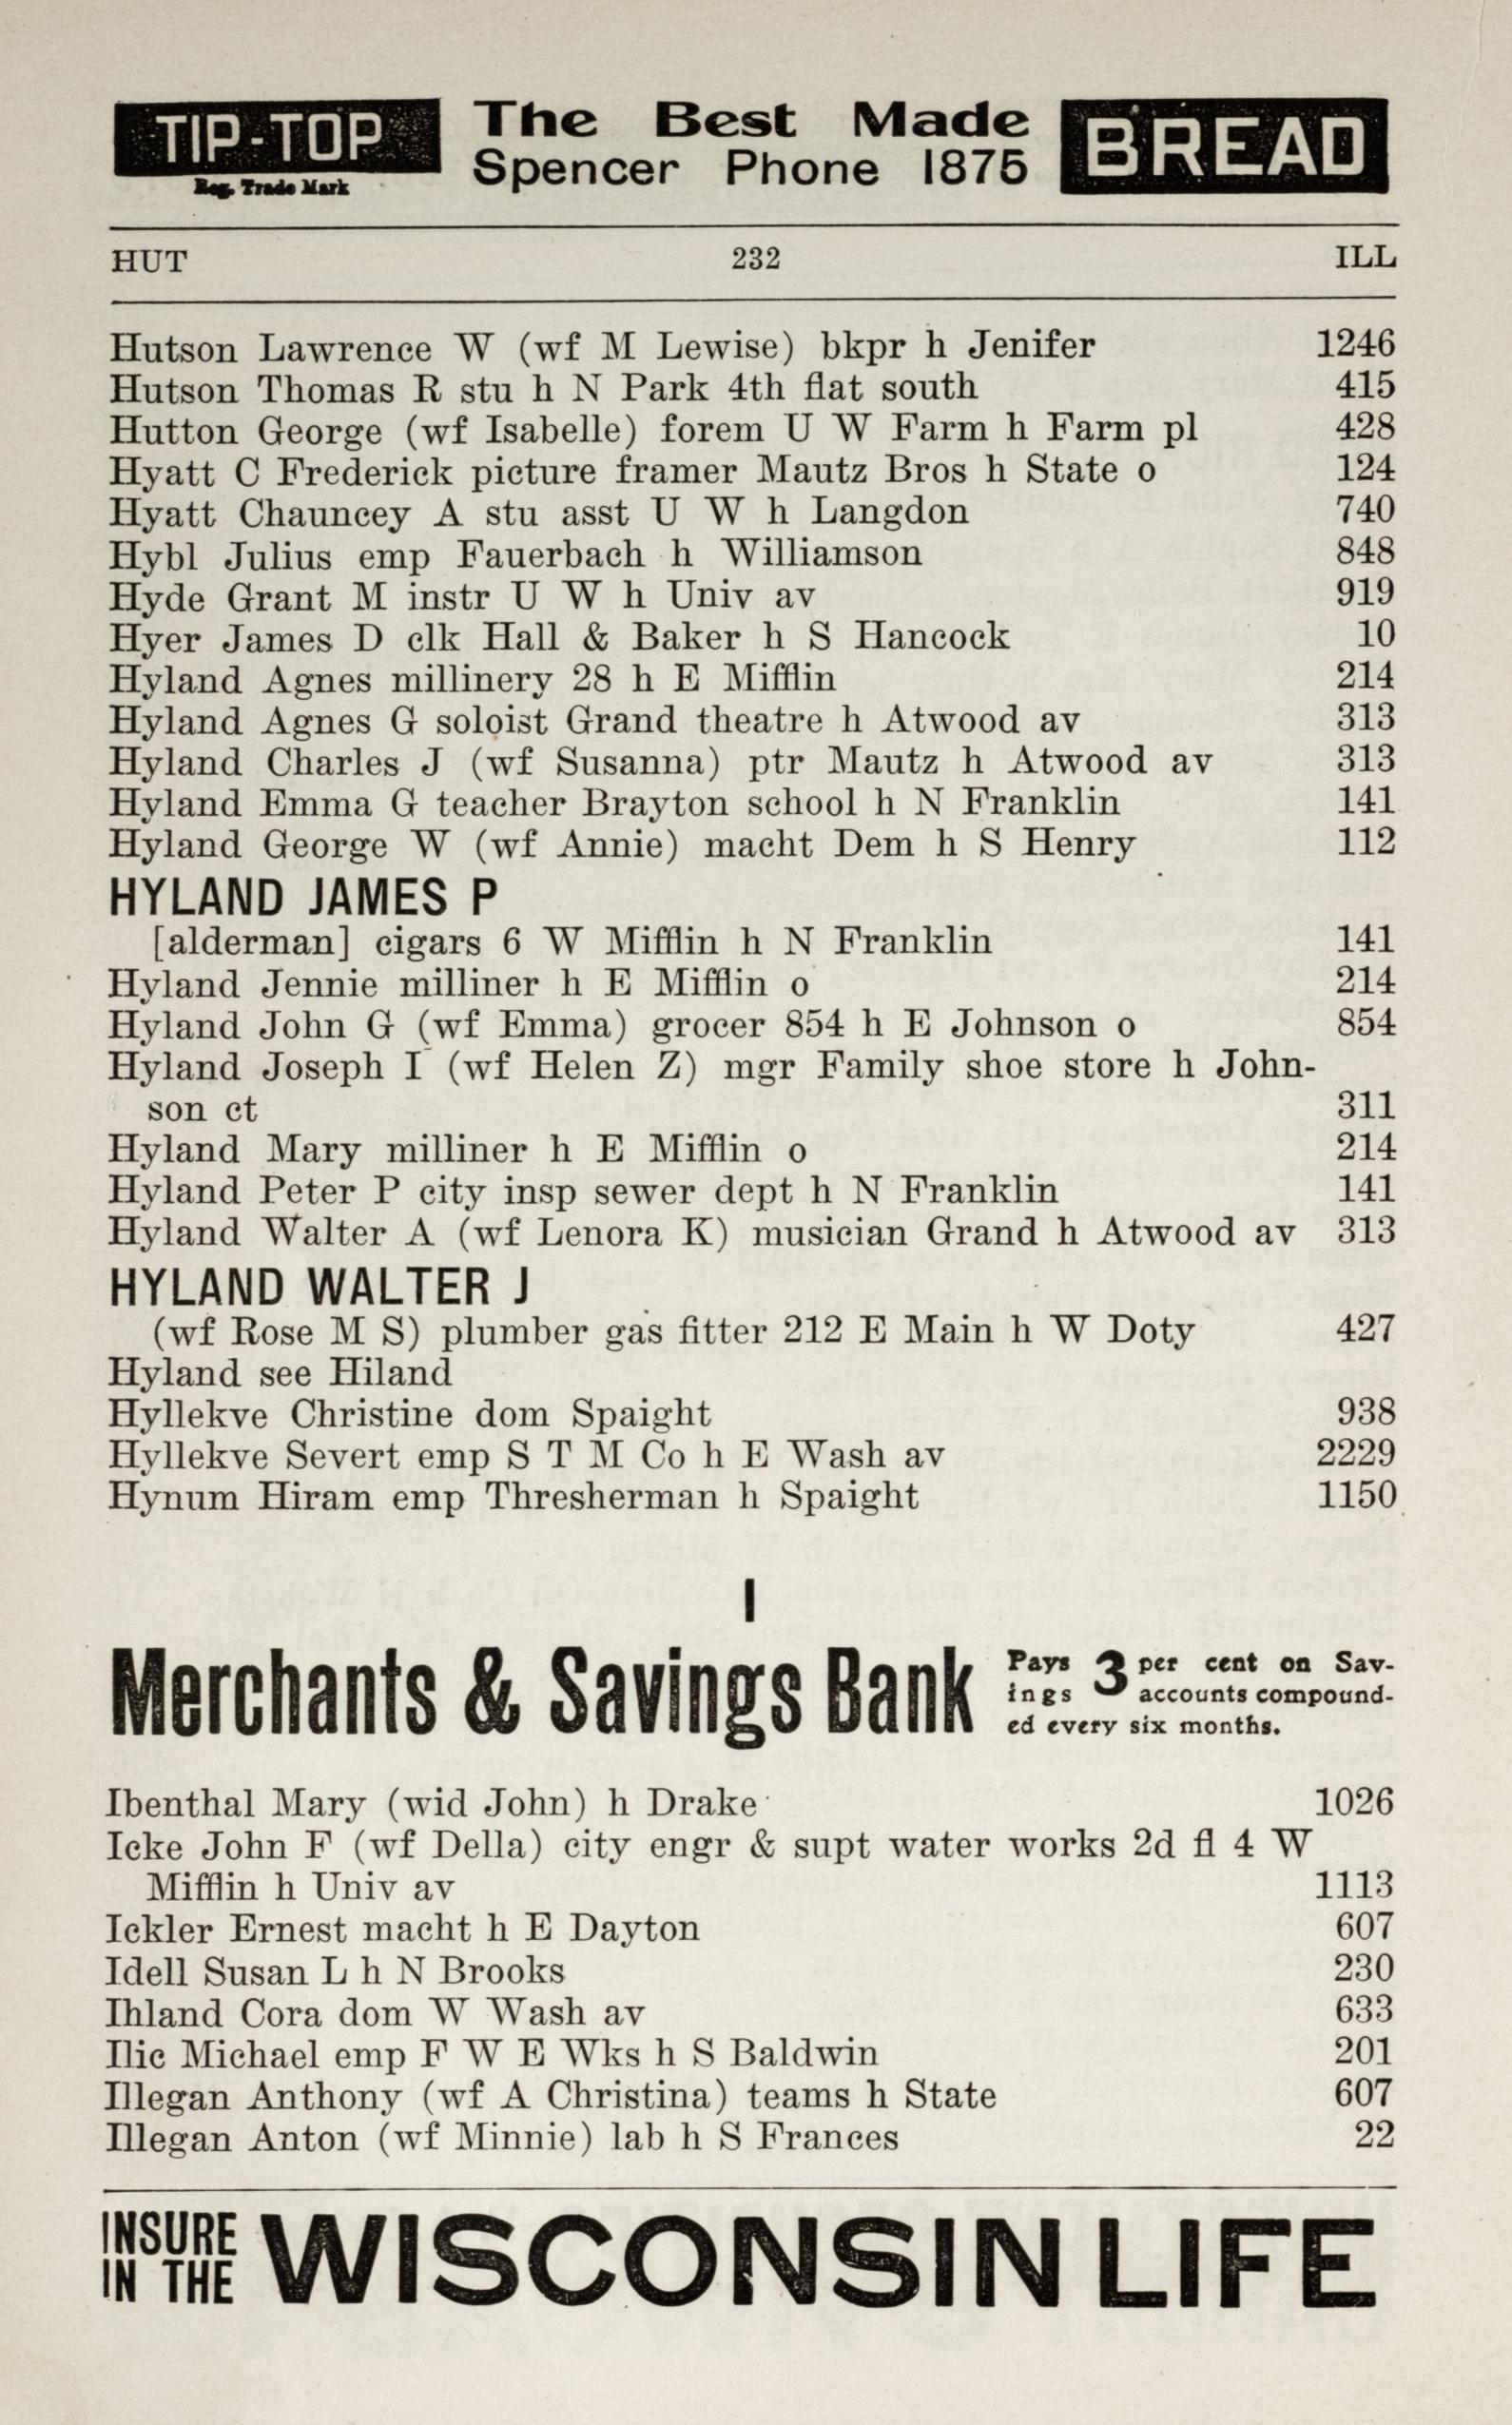 TIP-TOP The Best Made BREAD
Reg. Trade Mark Spencer Phone 1875
HUT 232 ILL
Hutson Lawrence W (wf M Lewise) bkpr h Jenifer 1246
Hutson Thomas R stu h N Park 4th flat south 415
Hutton George (wf Isabelle) forem U W Farm h Farm pl 428
Hyatt C Frederick picture framer Mautz Bros h State o 124
Hyatt Chauncey A stu asst U W h Langdon 740
Hybl Julius emp Fauerbach h Williamson 848
Hyde Grant M instr U W h Univ av 919
Hyer James D clk Hall & Baker h S Hancock 10
Hyland Agnes millinery 28 h E Mifflin 214
Hyland Agnes G soloist Grand theatre h Atwood av 313
Hyland Charles J (wf Susanna) ptr Mautz h Atwood av 313
Hyland Emma G teacher Brayton school h N Franklin 141
Hyland George W (wf Annie) macht Dem h S Henry 112
HYLAND JAMES P
[alderman] cigars 6 W Mifflin h N Franklin 141
Hyland Jennie milliner h E Mifflin o 214
Hyland John G (wf Emma) grocer 854 h E Johnson o 854
Hyland Joseph I (wf Helen Z) mgr Family shoe store h John-
son ct 311
Hyland Mary milliner h E Mifflin o 214
Hyland Peter P city insp sewer dept h N Franklin 141
Hyland Walter A (wf Lenora K) musician Grand h Atwood av 313
HYLAND WALTER J
(wf Rose M S) plumber gas fitter 212 E Main h W Doty 427
Hyland see Hiland
Hyllekve Christine dom Spaight 938
Hyllekve Severt emp S T M Co h E Wash av 2229
Hynum Hiram emp Thresherman h Spaight 1150
I
Merchants & Savings Bank Pays 3 per cent on Sav-
ings accounts compound-
ed every six months.
Ibenthal Mary (wid John) h Drake 1026
Icke John F (wf Della) city engr & supt water works 2d fl 4 W
Mifflin h Univ av 1113
Ickler Ernest macht h E Dayton 607
Idell Susan L h N Brooks 230
Ihland Cora dom W Wash av 633
Ilic Michael emp F W E Wks h S Baldwin 201
Illegan Anthony (wf A Christina) teams h State 607
Illegan Anton (wf Minnie) lab h S Frances 22
INSURE
IN THE WISCONSIN LIFE